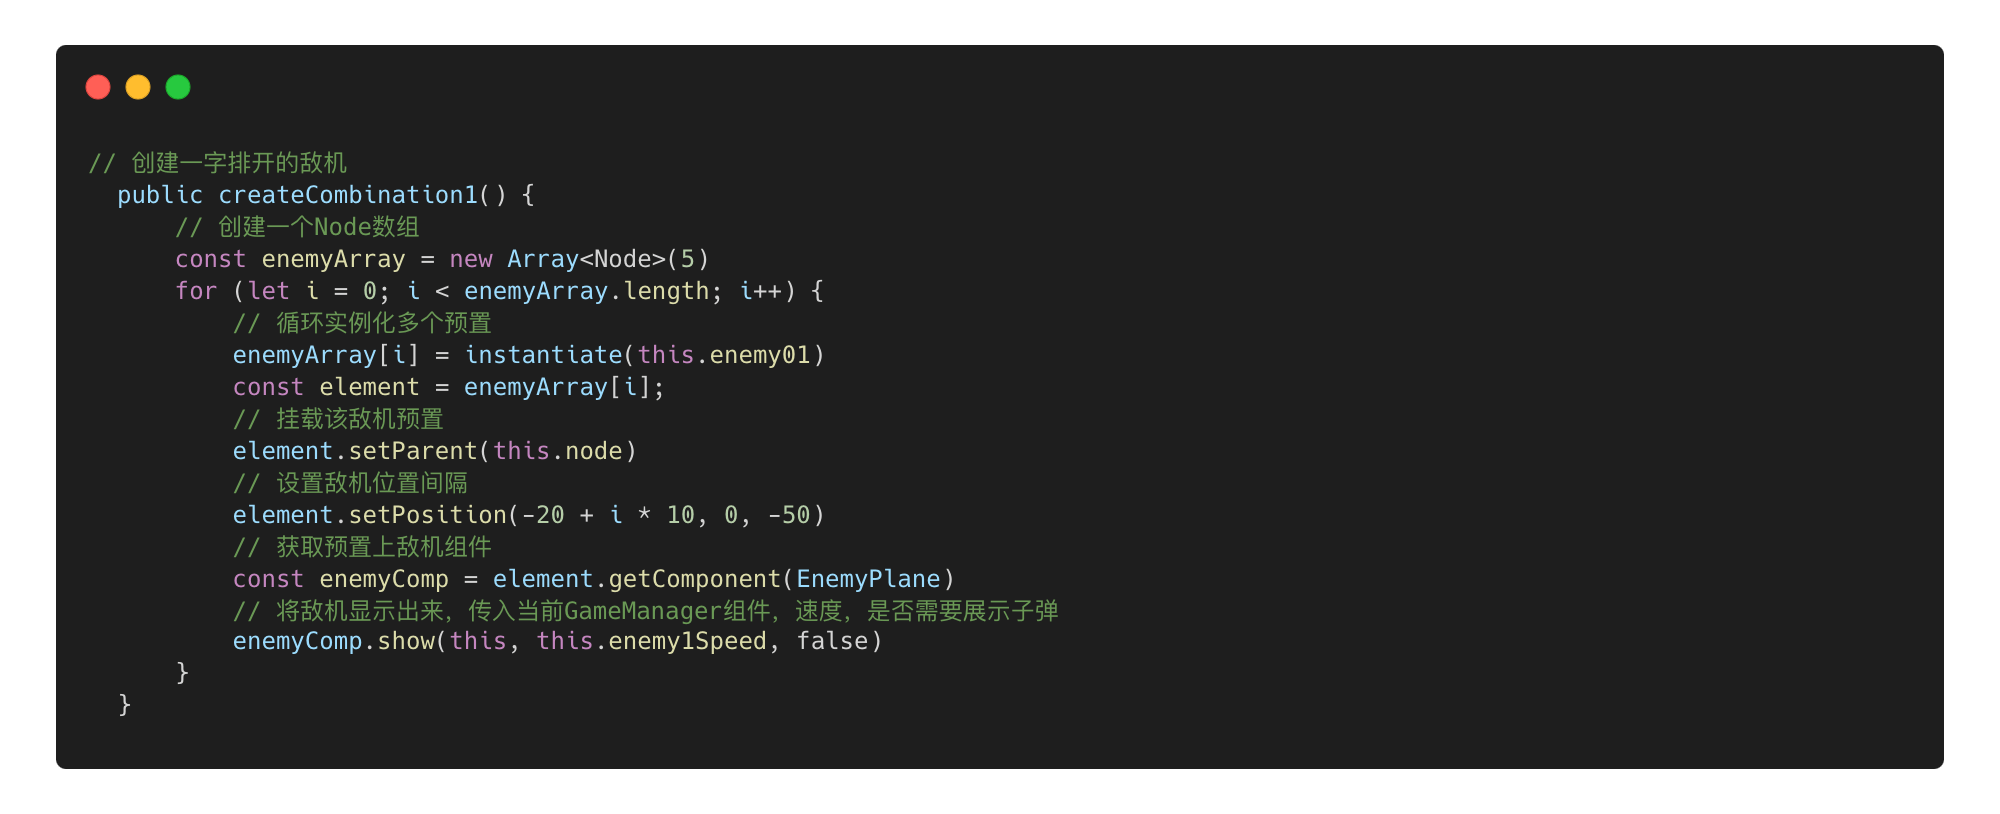 // 创建一字排开的敌机
  public createCombination1() {
      // 创建一个Node数组
      const enemyArray = new Array<Node>(5)
      for (let i = 0; i < enemyArray.length; i++) {
          // 循环实例化多个预置
          enemyArray[i] = instantiate(this.enemy01)
          const element = enemyArray[i];
          // 挂载该敌机预置
          element.setParent(this.node)
          // 设置敌机位置间隔
          element.setPosition(-20 + i * 10, 0, -50)
          // 获取预置上敌机组件
          const enemyComp = element.getComponent(EnemyPlane)
          // 将敌机显示出来，传入当前GameManager组件，速度，是否需要展示子弹
          enemyComp.show(this, this.enemy1Speed, false)
      }
  }